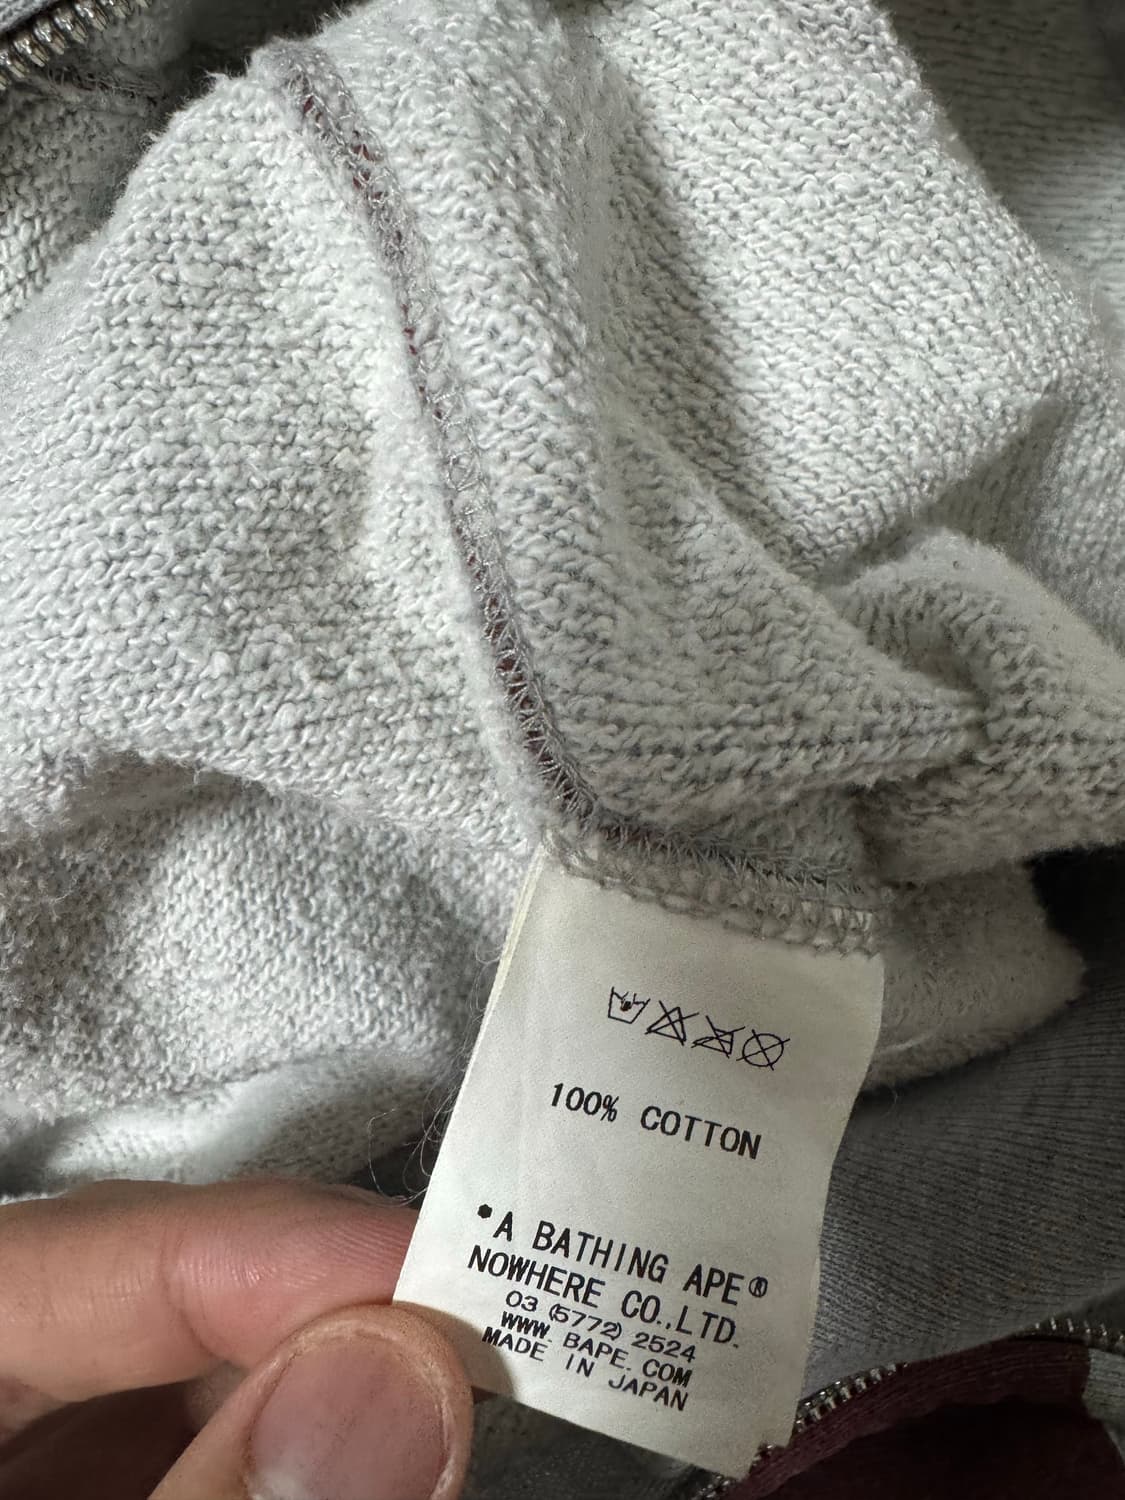 100% COTTON
A BATHING APE®
NOWHERE CO.,LTD.
03 (5772) 2524
WWW. BAPE. COM
MADE IN JAPAN